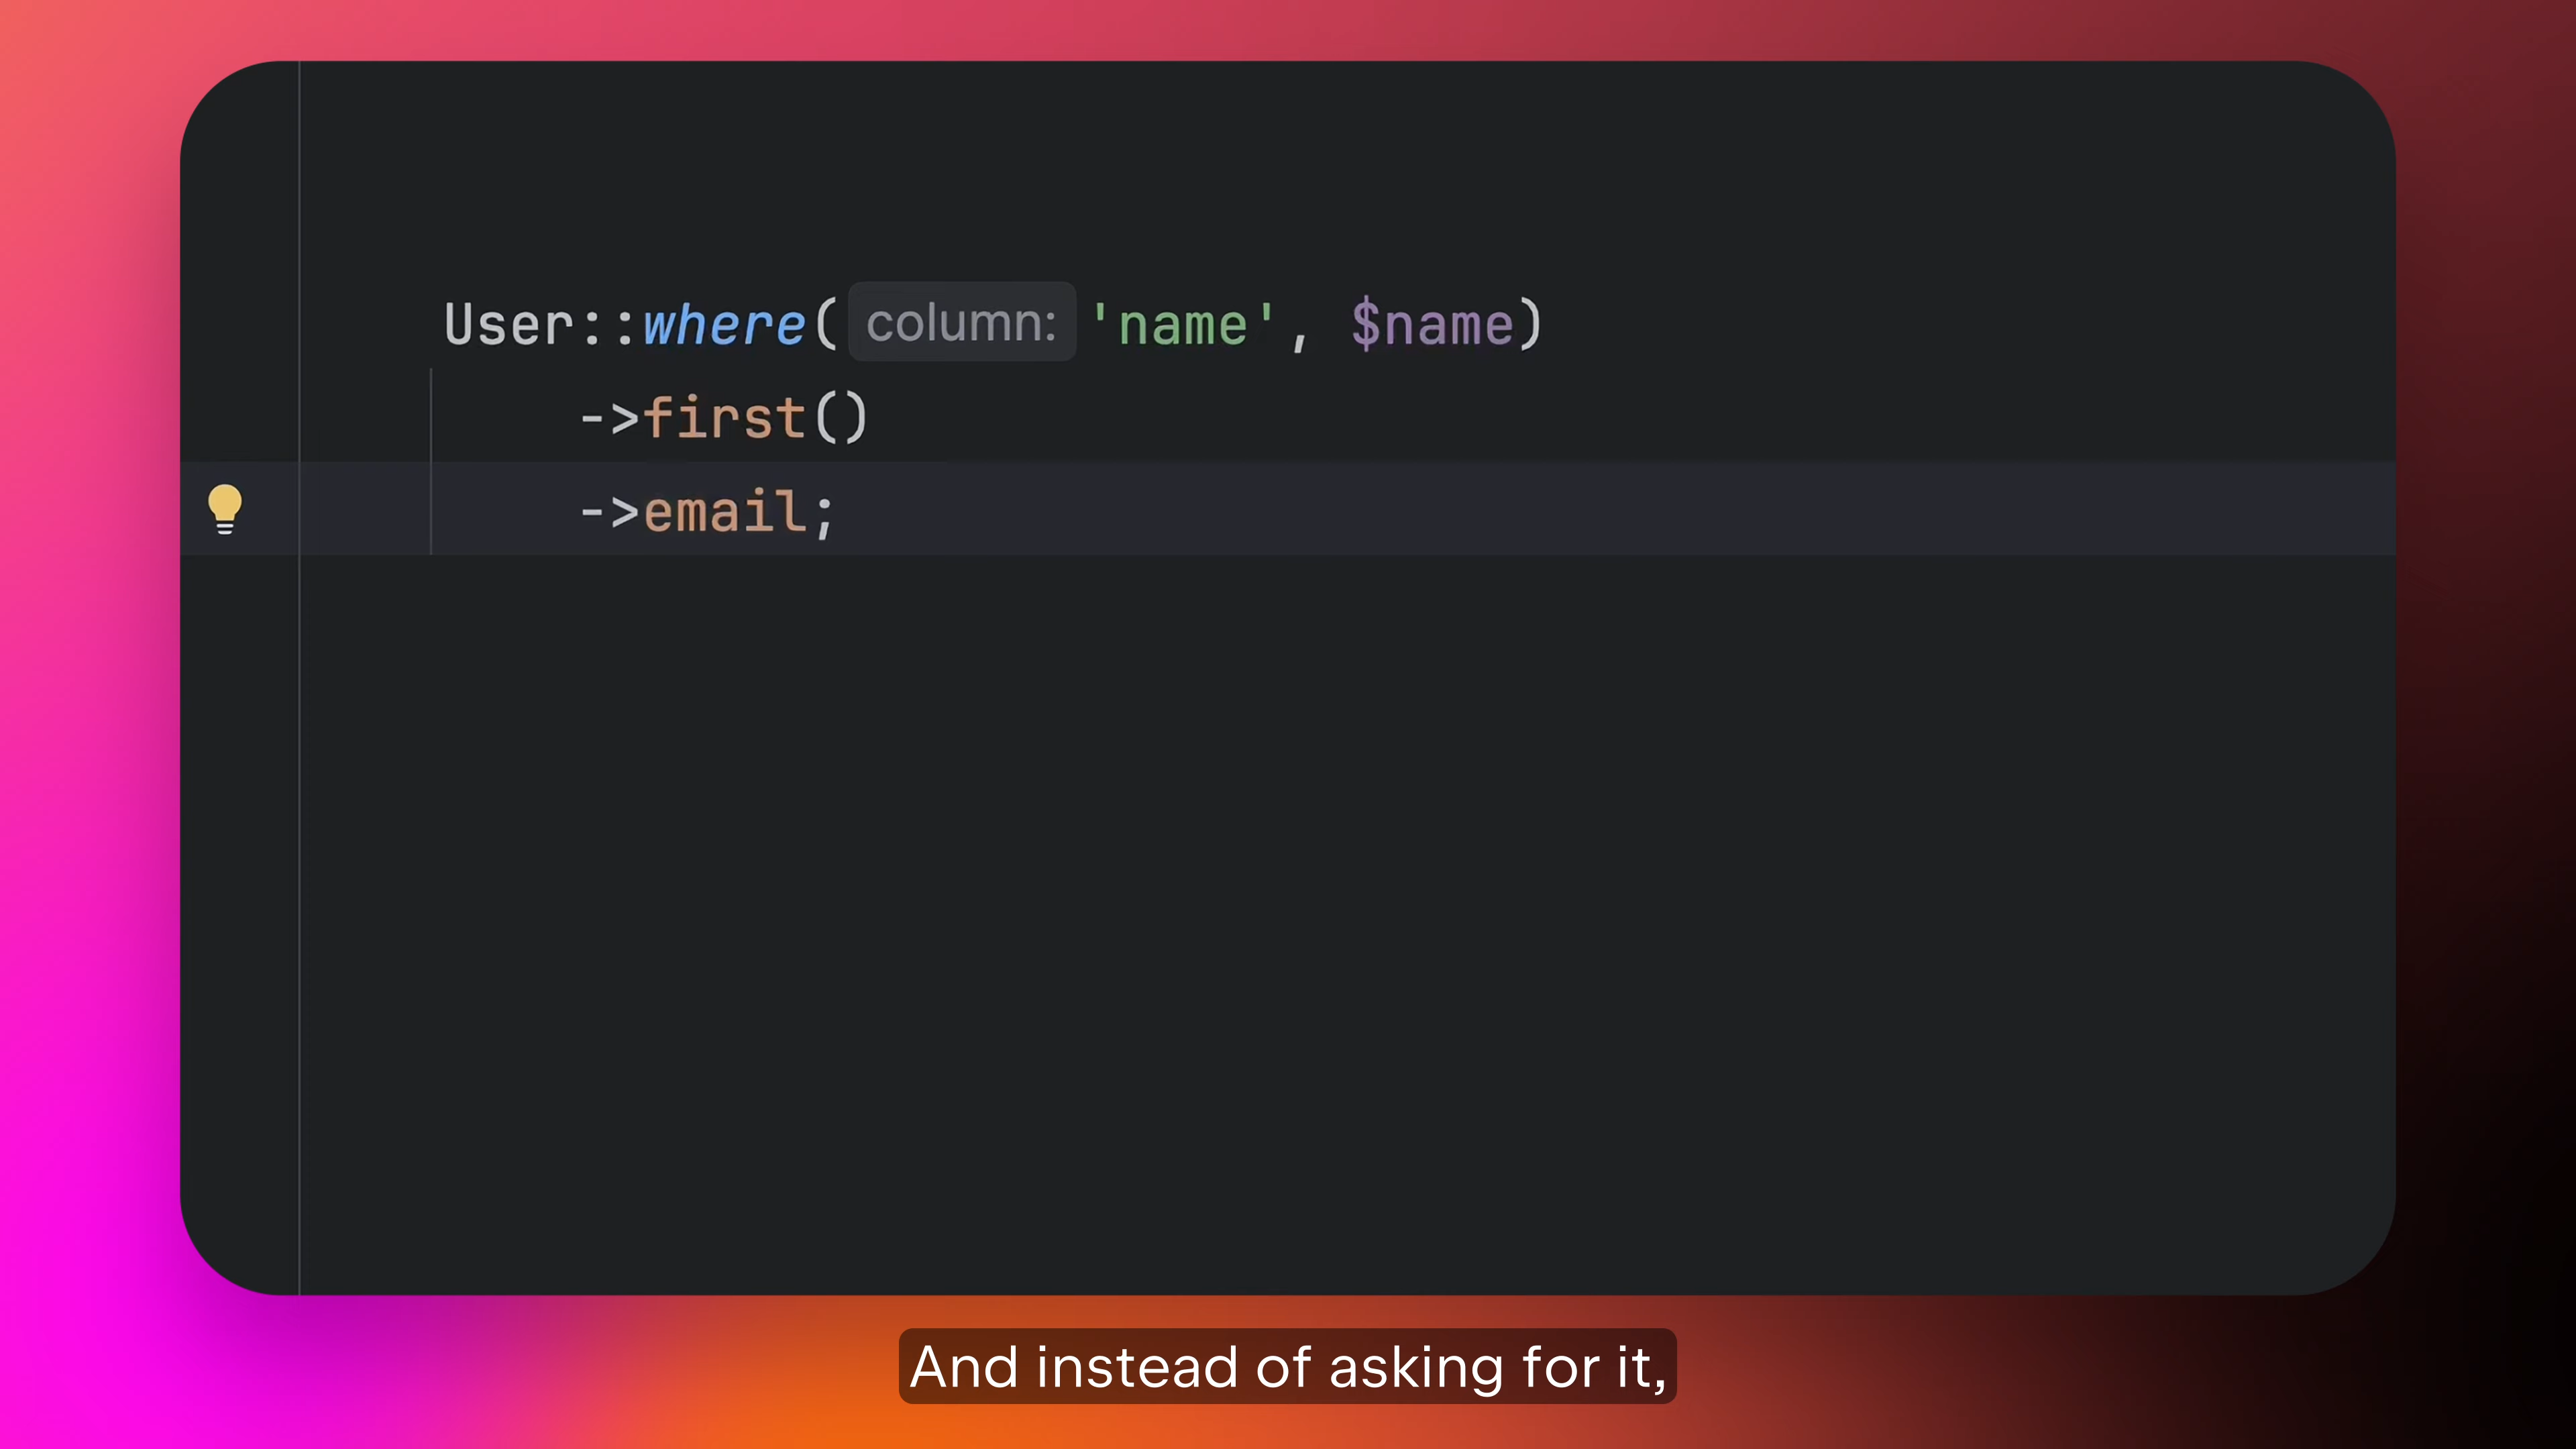 User::where( column: 'name', $name)
->first()
->email;
And instead of asking for it,